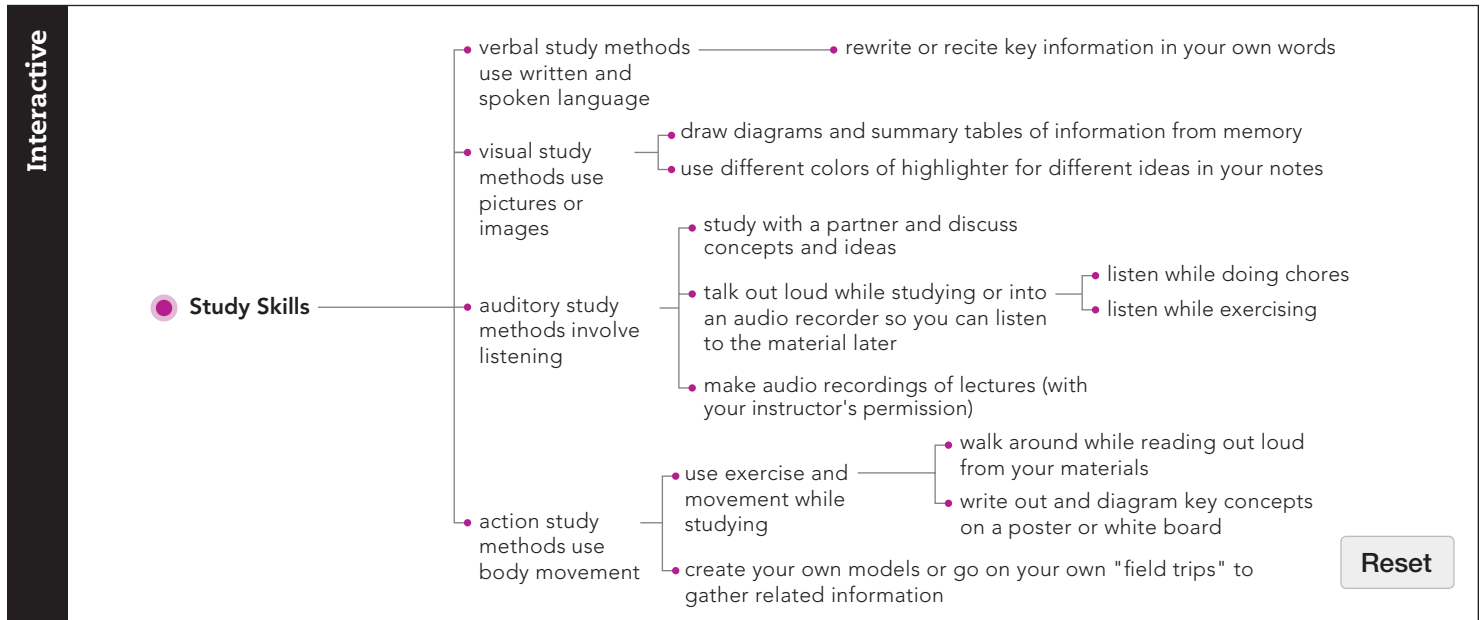 Interactive
Study Skills
verbal study methods
use written and
spoken language
rewrite or recite key information in your own words
visual study
methods use
pictures or
images
draw diagrams and summary tables of information from memory
use different colors of highlighter for different ideas in your notes
auditory study
methods involve
listening
study with a partner and discuss
concepts and ideas
talk out loud while studying or into
an audio recorder so you can listen
to the material later
listen while doing chores
listen while exercising
make audio recordings of lectures (with
your instructor's permission)
action study
methods use
body movement
use exercise and
movement while
studying
walk around while reading out loud
from your materials
write out and diagram key concepts
on a poster or white board
create your own models or go on your own "field trips" to
gather related information
Reset